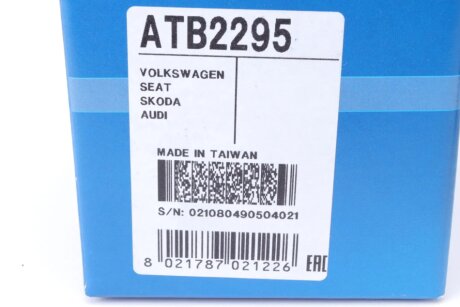 ATB2295
VOLKSWAGEN
SEAT
SKODA
AUDI
MADE IN TAIWAN
S/N: 021080490504021
8 021787 021226
EAC